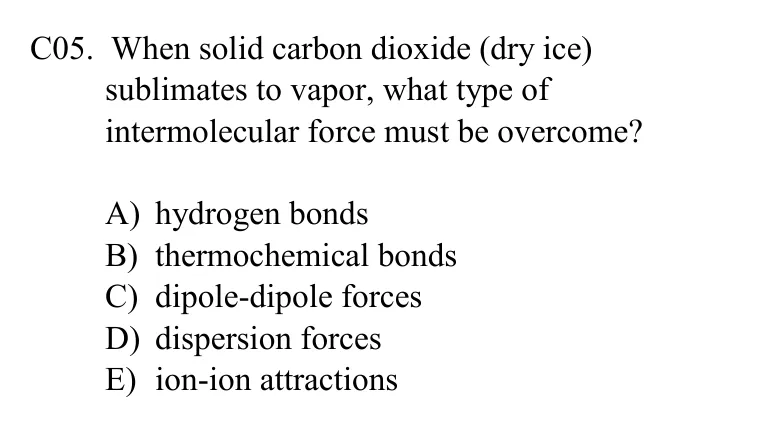 C05. When solid carbon dioxide (dry ice)
sublimates to vapor, what type of
intermolecular force must be overcome?
A) hydrogen bonds
B) thermochemical bonds
C) dipole-dipole forces
D) dispersion forces
E) ion-ion attractions